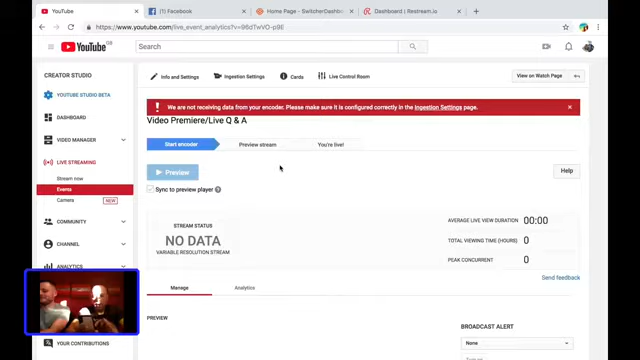 YouTube
Facebook
Home Page - SwitcherDashb
Dashboard | Restream.io
https://www.youtube.com/live_event_analytics?v=96dTwVO-p9E
YouTube GB
Search
CREATOR STUDIO
YOUTUBE STUDIO BETA
DASHBOARD
VIDEO MANAGER
LIVE STREAMING
Stream now
Events
Camera NEW
COMMUNITY
CHANNEL
ANALYTICS
YOUR CONTRIBUTIONS
Info and Settings
Ingestion Settings
Cards
Live Control Room
View on Watch Page
We are not receiving data from your encoder. Please make sure it is configured correctly in the Ingestion Settings page.
Video Premiere/Live Q & A
Start encoder
Preview stream
You're live!
Preview
Help
Sync to preview player
STREAM STATUS
NO DATA
VARIABLE RESOLUTION STREAM
AVERAGE LIVE VIEW DURATION 00:00
TOTAL VIEWING TIME (HOURS) 0
PEAK CONCURRENT 0
Send feedback
Manage
Analytics
PREVIEW
BROADCAST ALERT
None